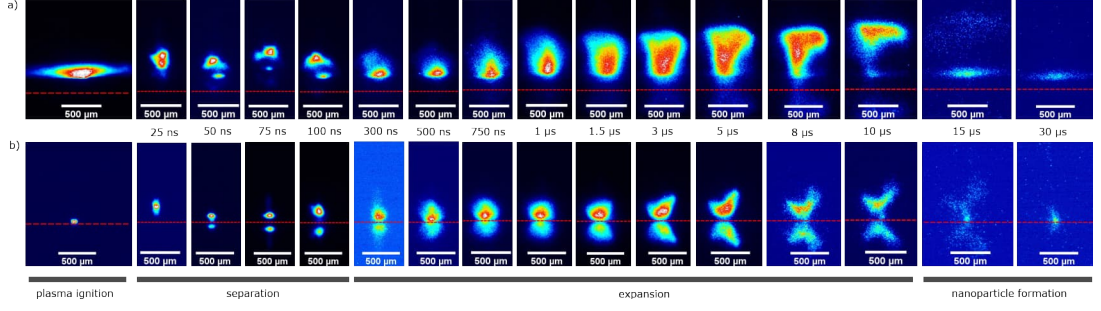 a)
500 µm
500 µm 500 µm 500 µm 500 µm 500 µm 500 µm 500 µm 500 µm 500 µm 500 µm 500 µm 500 µm 500 µm 500 µm 500 µm
25 ns 50 ns 75 ns 100 ns 300 ns 500 ns 750 ns 1 µs 1.5 µs 3 µs 5 µs 8 µs 10 µs 15 µs 30 µs
b)
500 µm 500 µm 500 µm 500 µm 500 µm 500 µm 500 µm 500 µm 500 µm 500 µm 500 µm 500 µm 500 µm 500 µm 500 µm 500 µm
plasma ignition separation expansion nanoparticle formation